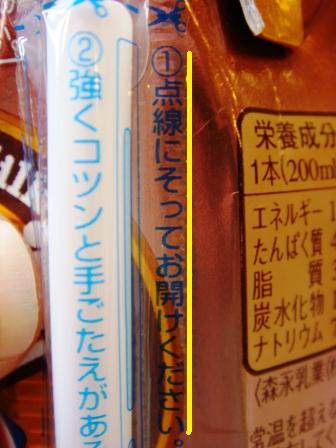 ①点線にそってお開けください。
②強くコツンと手ごたえがある
栄養成分
1本(200ml
エネルギー
たんぱく質
脂質
炭水化物
ナトリウム
(森永乳業(株
常温を超え